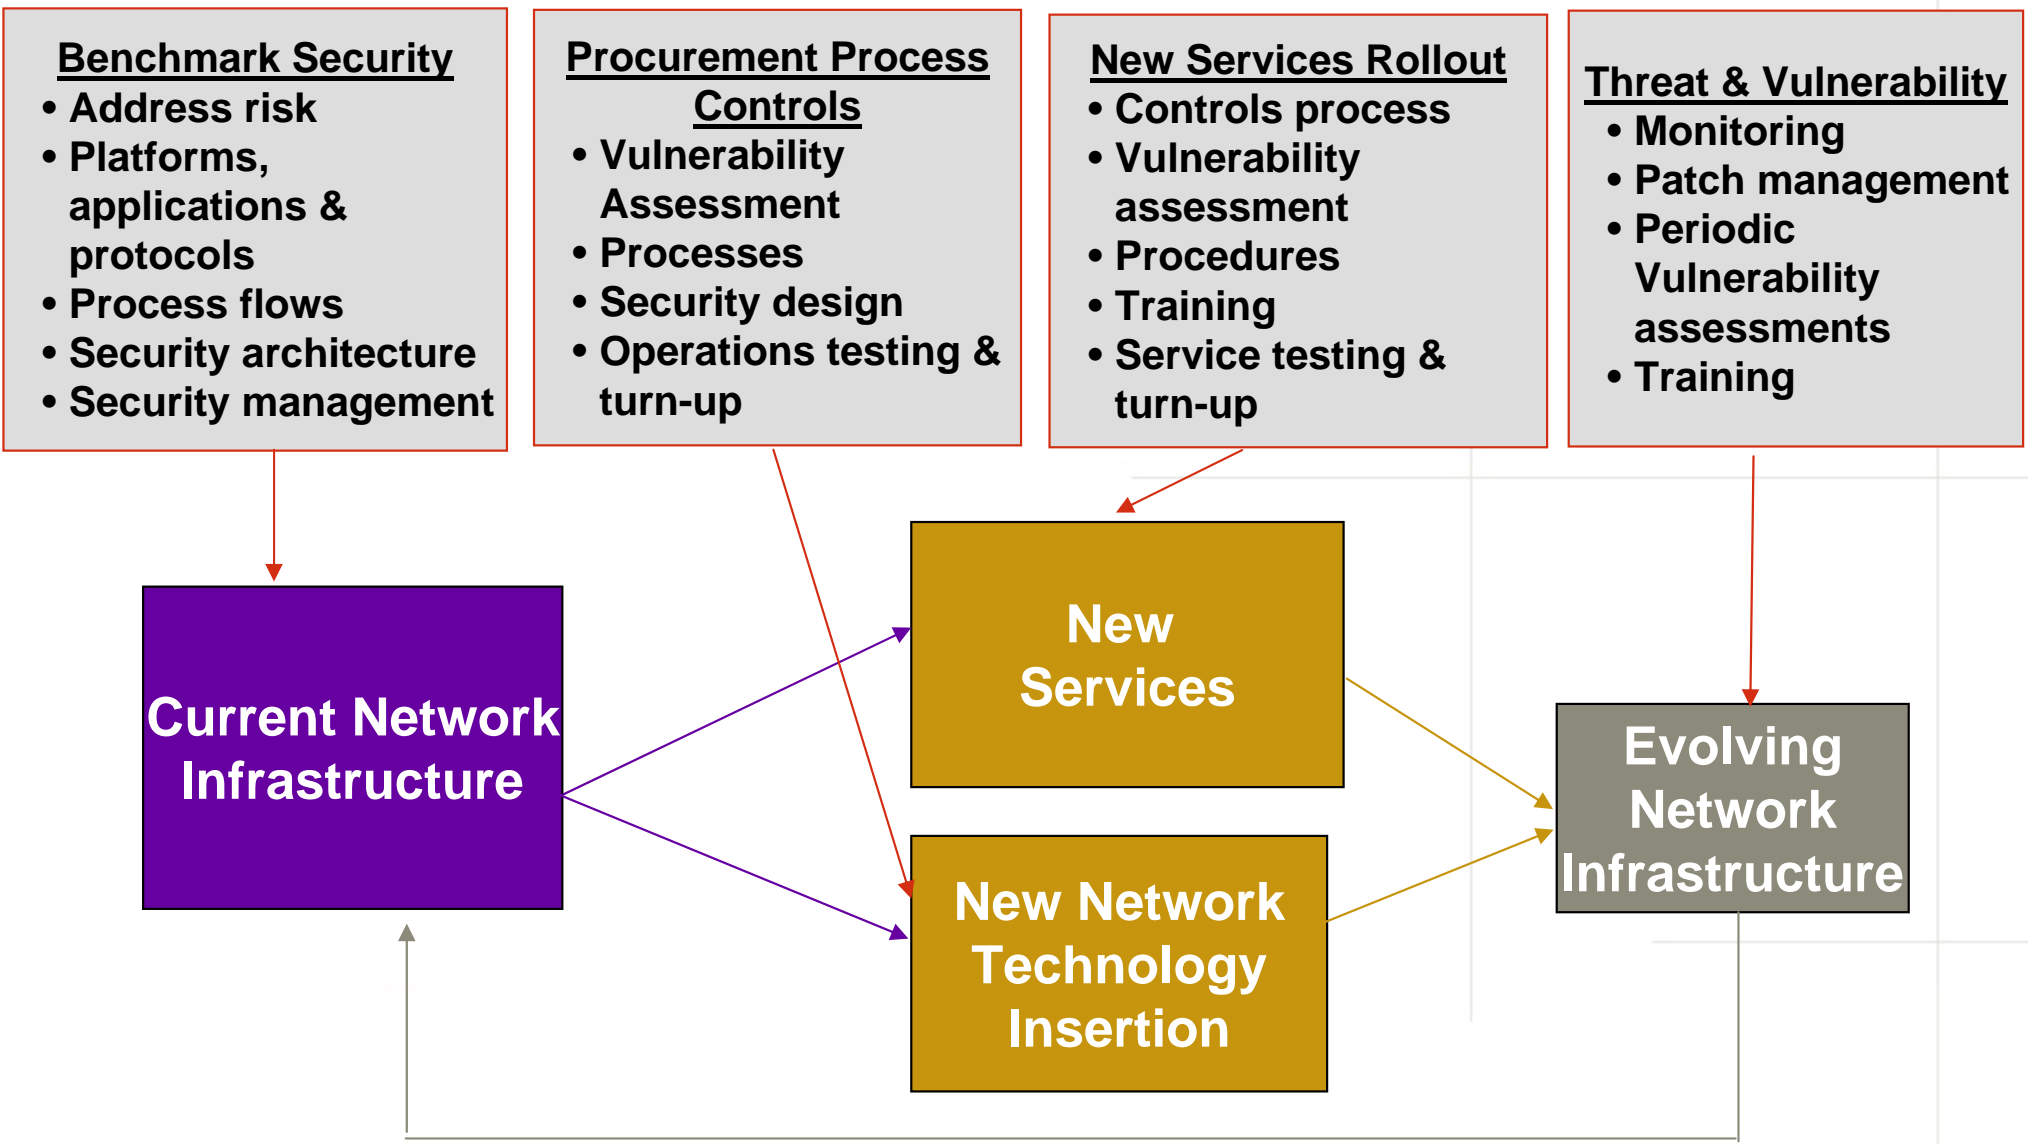 Benchmark Security
• Address risk
• Platforms,
applications &
protocols
• Process flows
• Security architecture
• Security management
Procurement Process
Controls
• Vulnerability
Assessment
• Processes
• Security design
• Operations testing &
turn-up
New Services Rollout
• Controls process
• Vulnerability
assessment
• Procedures
• Training
• Service testing &
turn-up
Threat & Vulnerability
• Monitoring
• Patch management
• Periodic
Vulnerability
assessments
• Training
Current Network
Infrastructure
New
Services
New Network
Technology
Insertion
Evolving
Network
Infrastructure